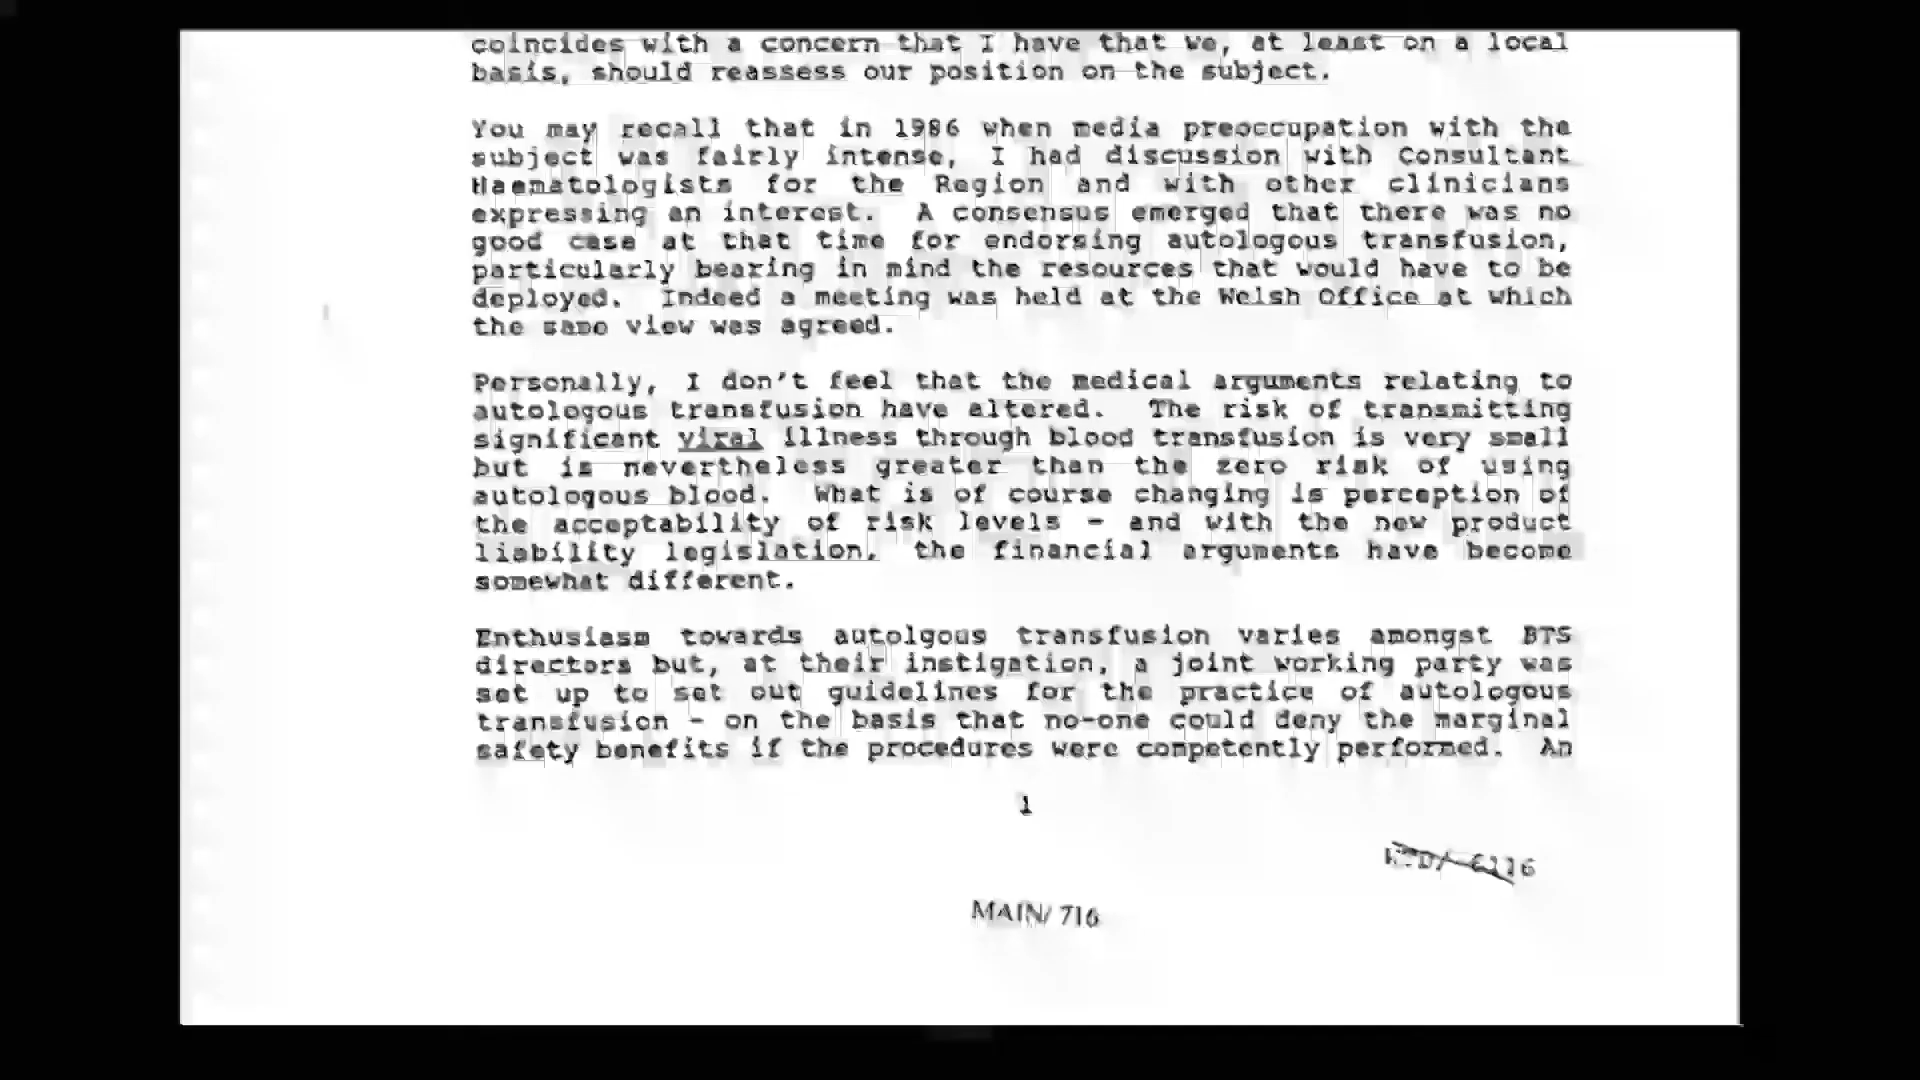 coincides with a concern that I have that we, at least on a local
basis, should reassess our position on the subject.
You may recall that in 1986 when media preoccupation with the
subject was fairly intense, I had discussion with Consultant
Haematologists for the Region and with other clinicians
expressing an interest. A consensus emerged that there was no
good case at that time for endorsing autologous transfusion,
particularly bearing in mind the resources that would have to be
deployed. Indeed a meeting was held at the Welsh Office at which
the same view was agreed.
Personally, I don't feel that the medical arguments relating to
autologous transfusion have altered. The risk of transmitting
significant viral illness through blood transfusion is very small
but is nevertheless greater than the zero risk of using
autologous blood. What is of course changing is perception of
the acceptability of risk levels - and with the new product
liability legislation, the financial arguments have become
somewhat different.
Enthusiasm towards autolgous transfusion varies amongst BTS
directors but, at their instigation, a joint working party was
set up to set out guidelines for the practice of autologous
transfusion - on the basis that no-one could deny the marginal
safety benefits if the procedures were competently performed. An
1
MAIN/ 716